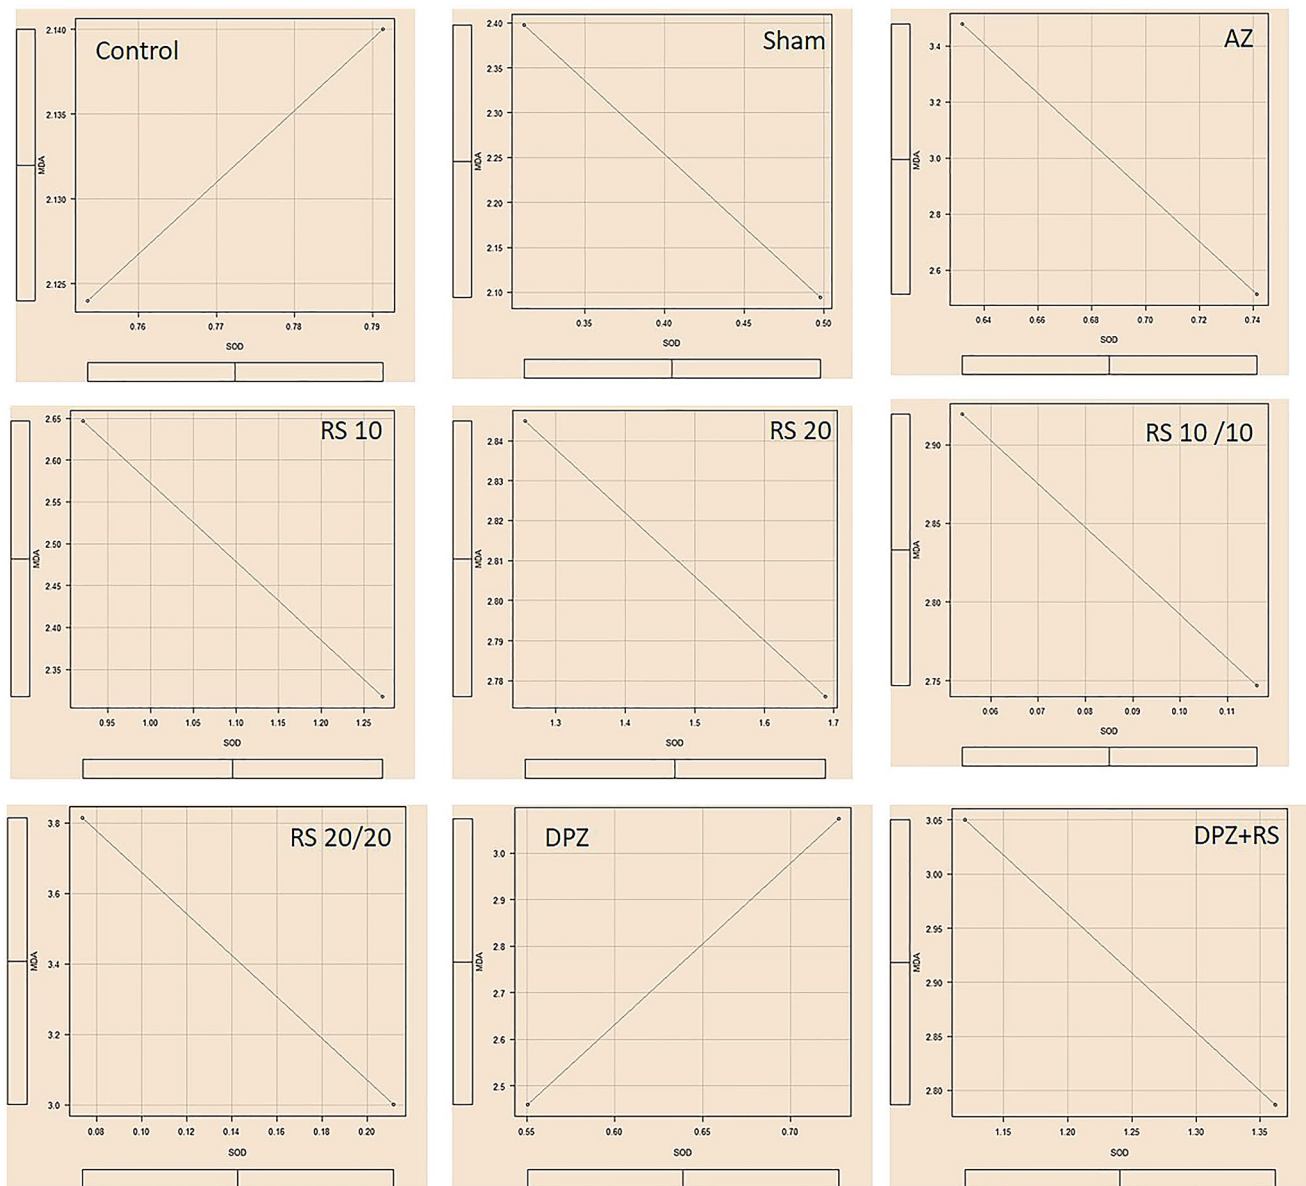 Control
2.140
2.135
2.130
2.125
MDA
0.76 0.77 0.78 0.79
SOD
Sham
2.40
2.35
2.30
2.25
2.20
2.15
2.10
MDA
0.35 0.40 0.45 0.50
SOD
AZ
3.4
3.2
3.0
2.8
2.6
MDA
0.64 0.66 0.68 0.70 0.72 0.74
SOD
RS 10
2.65
2.60
2.55
2.50
2.45
2.40
2.35
MDA
0.95 1.00 1.05 1.10 1.15 1.20 1.25
SOD
RS 20
2.84
2.83
2.82
2.81
2.80
2.79
2.78
MDA
1.3 1.4 1.5 1.6 1.7
SOD
RS 10 /10
2.90
2.85
2.80
2.75
MDA
0.06 0.07 0.08 0.09 0.10 0.11
SOD
RS 20/20
3.8
3.6
3.4
3.2
3.0
MDA
0.08 0.10 0.12 0.14 0.16 0.18 0.20
SOD
DPZ
3.0
2.9
2.8
2.7
2.6
2.5
MDA
0.55 0.60 0.65 0.70
SOD
DPZ+RS
3.05
3.00
2.95
2.90
2.85
2.80
MDA
1.15 1.20 1.25 1.30 1.35
SOD